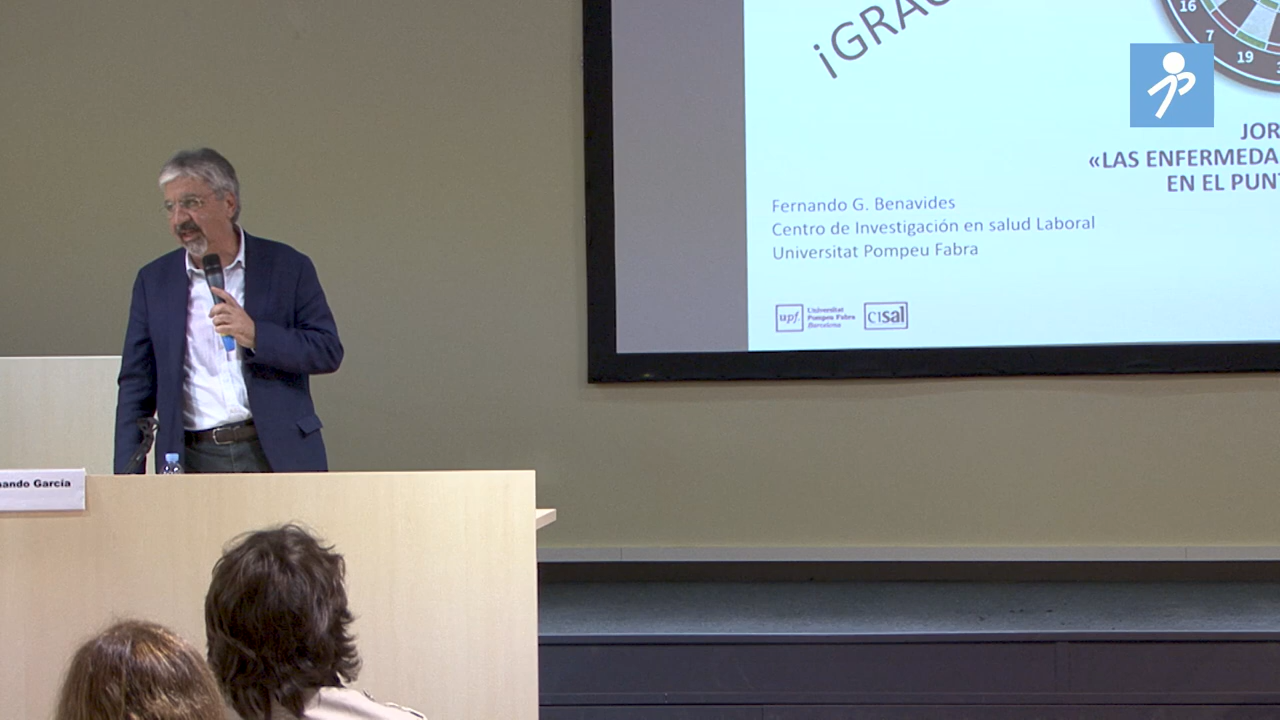 ¡GRAC
16
7
19
3
JOR
«LAS ENFERMEDA
EN EL PUNT
Fernando G. Benavides
Centro de Investigación en salud Laboral
Universitat Pompeu Fabra
upf.
Universitat
Pompeu Fabra
Barcelona
cisal
nando García